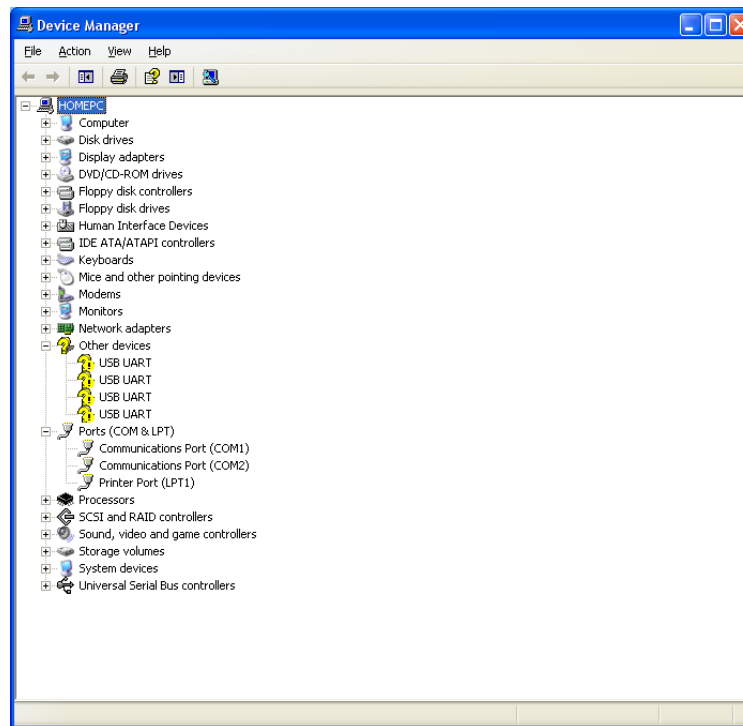 Device Manager
File Action View Help
HOMEPC
Computer
Disk drives
Display adapters
DVD/CD-ROM drives
Floppy disk controllers
Floppy disk drives
Human Interface Devices
IDE ATA/ATAPI controllers
Keyboards
Mice and other pointing devices
Modems
Monitors
Network adapters
Other devices
USB UART
USB UART
USB UART
USB UART
Ports (COM & LPT)
Communications Port (COM1)
Communications Port (COM2)
Printer Port (LPT1)
Processors
SCSI and RAID controllers
Sound, video and game controllers
Storage volumes
System devices
Universal Serial Bus controllers